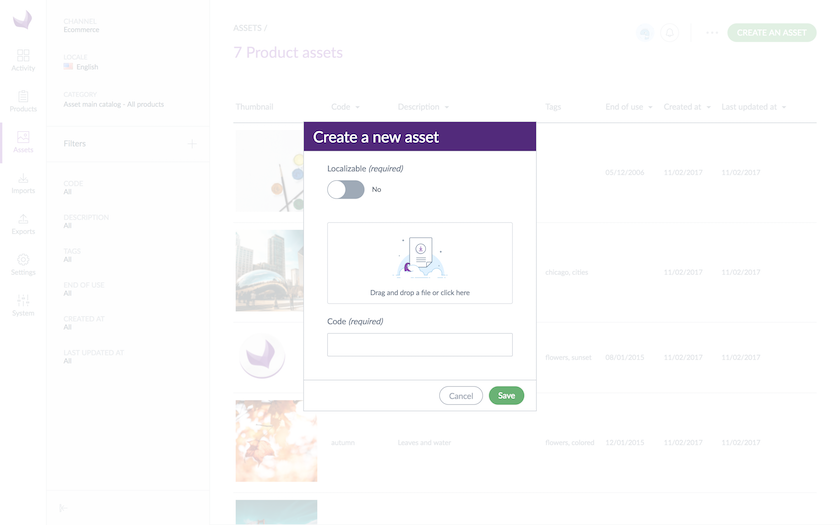 CHANNEL
Ecommerce
LOCALE
English
CATEGORY
Asset main catalog - All products
Filters
CODE
All
DESCRIPTION
All
TAGS
All
END OF USE
All
CREATED AT
All
LAST UPDATED AT
All
Activity
Products
Assets
Imports
Exports
Settings
System
ASSETS /
7 Product assets
CREATE AN ASSET
Thumbnail Code Description Tags End of use Created at Last updated at
05/12/2006 11/02/2017 11/02/2017
chicago, cities 11/02/2017 11/02/2017
flowers, sunset 08/01/2015 11/02/2017 11/02/2017
autumn Leaves and water flowers, colored 12/01/2015 11/02/2017 11/02/2017
Create a new asset
Localizable (required)
No
Drag and drop a file or click here
Code (required)
Cancel Save